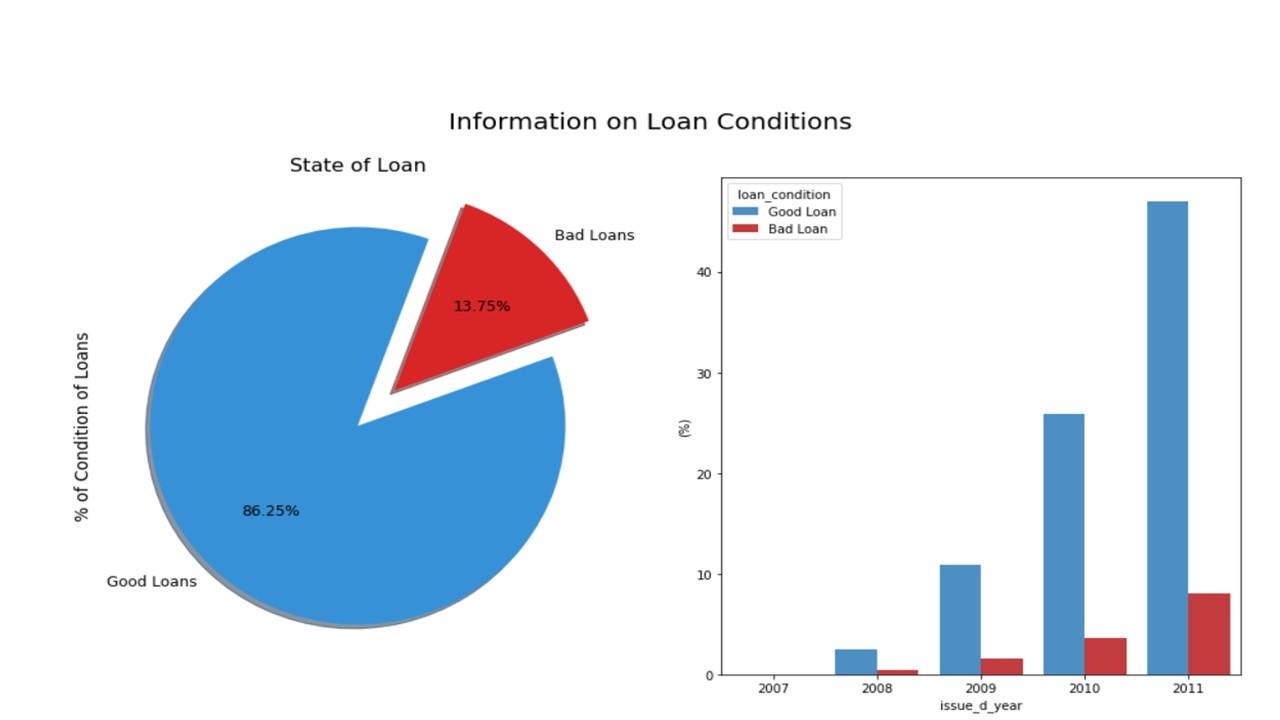 Information on Loan Conditions
State of Loan
% of Condition of Loans
Bad Loans
13.75%
86.25%
Good Loans
loan_condition
Good Loan
Bad Loan
(%)
40
30
20
10
0
2007 2008 2009 2010 2011
issue_d_year